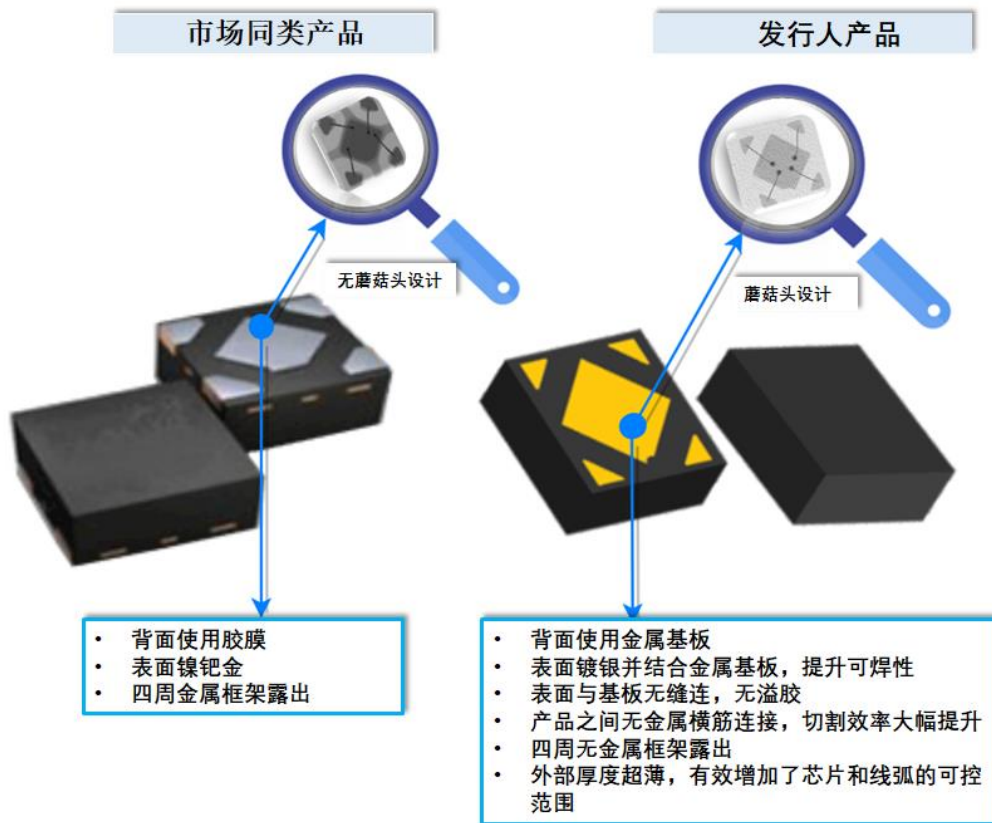 市场同类产品
发行人产品
无蘑菇头设计
蘑菇头设计
• 背面使用胶膜
• 表面镍钯金
• 四周金属框架露出
• 背面使用金属基板
• 表面镀银并结合金属基板，提升可焊性
• 表面与基板无缝连，无溢胶
• 产品之间无金属横筋连接，切割效率大幅提升
• 四周无金属框架露出
• 外部厚度超薄，有效增加了芯片和线弧的可控
范围